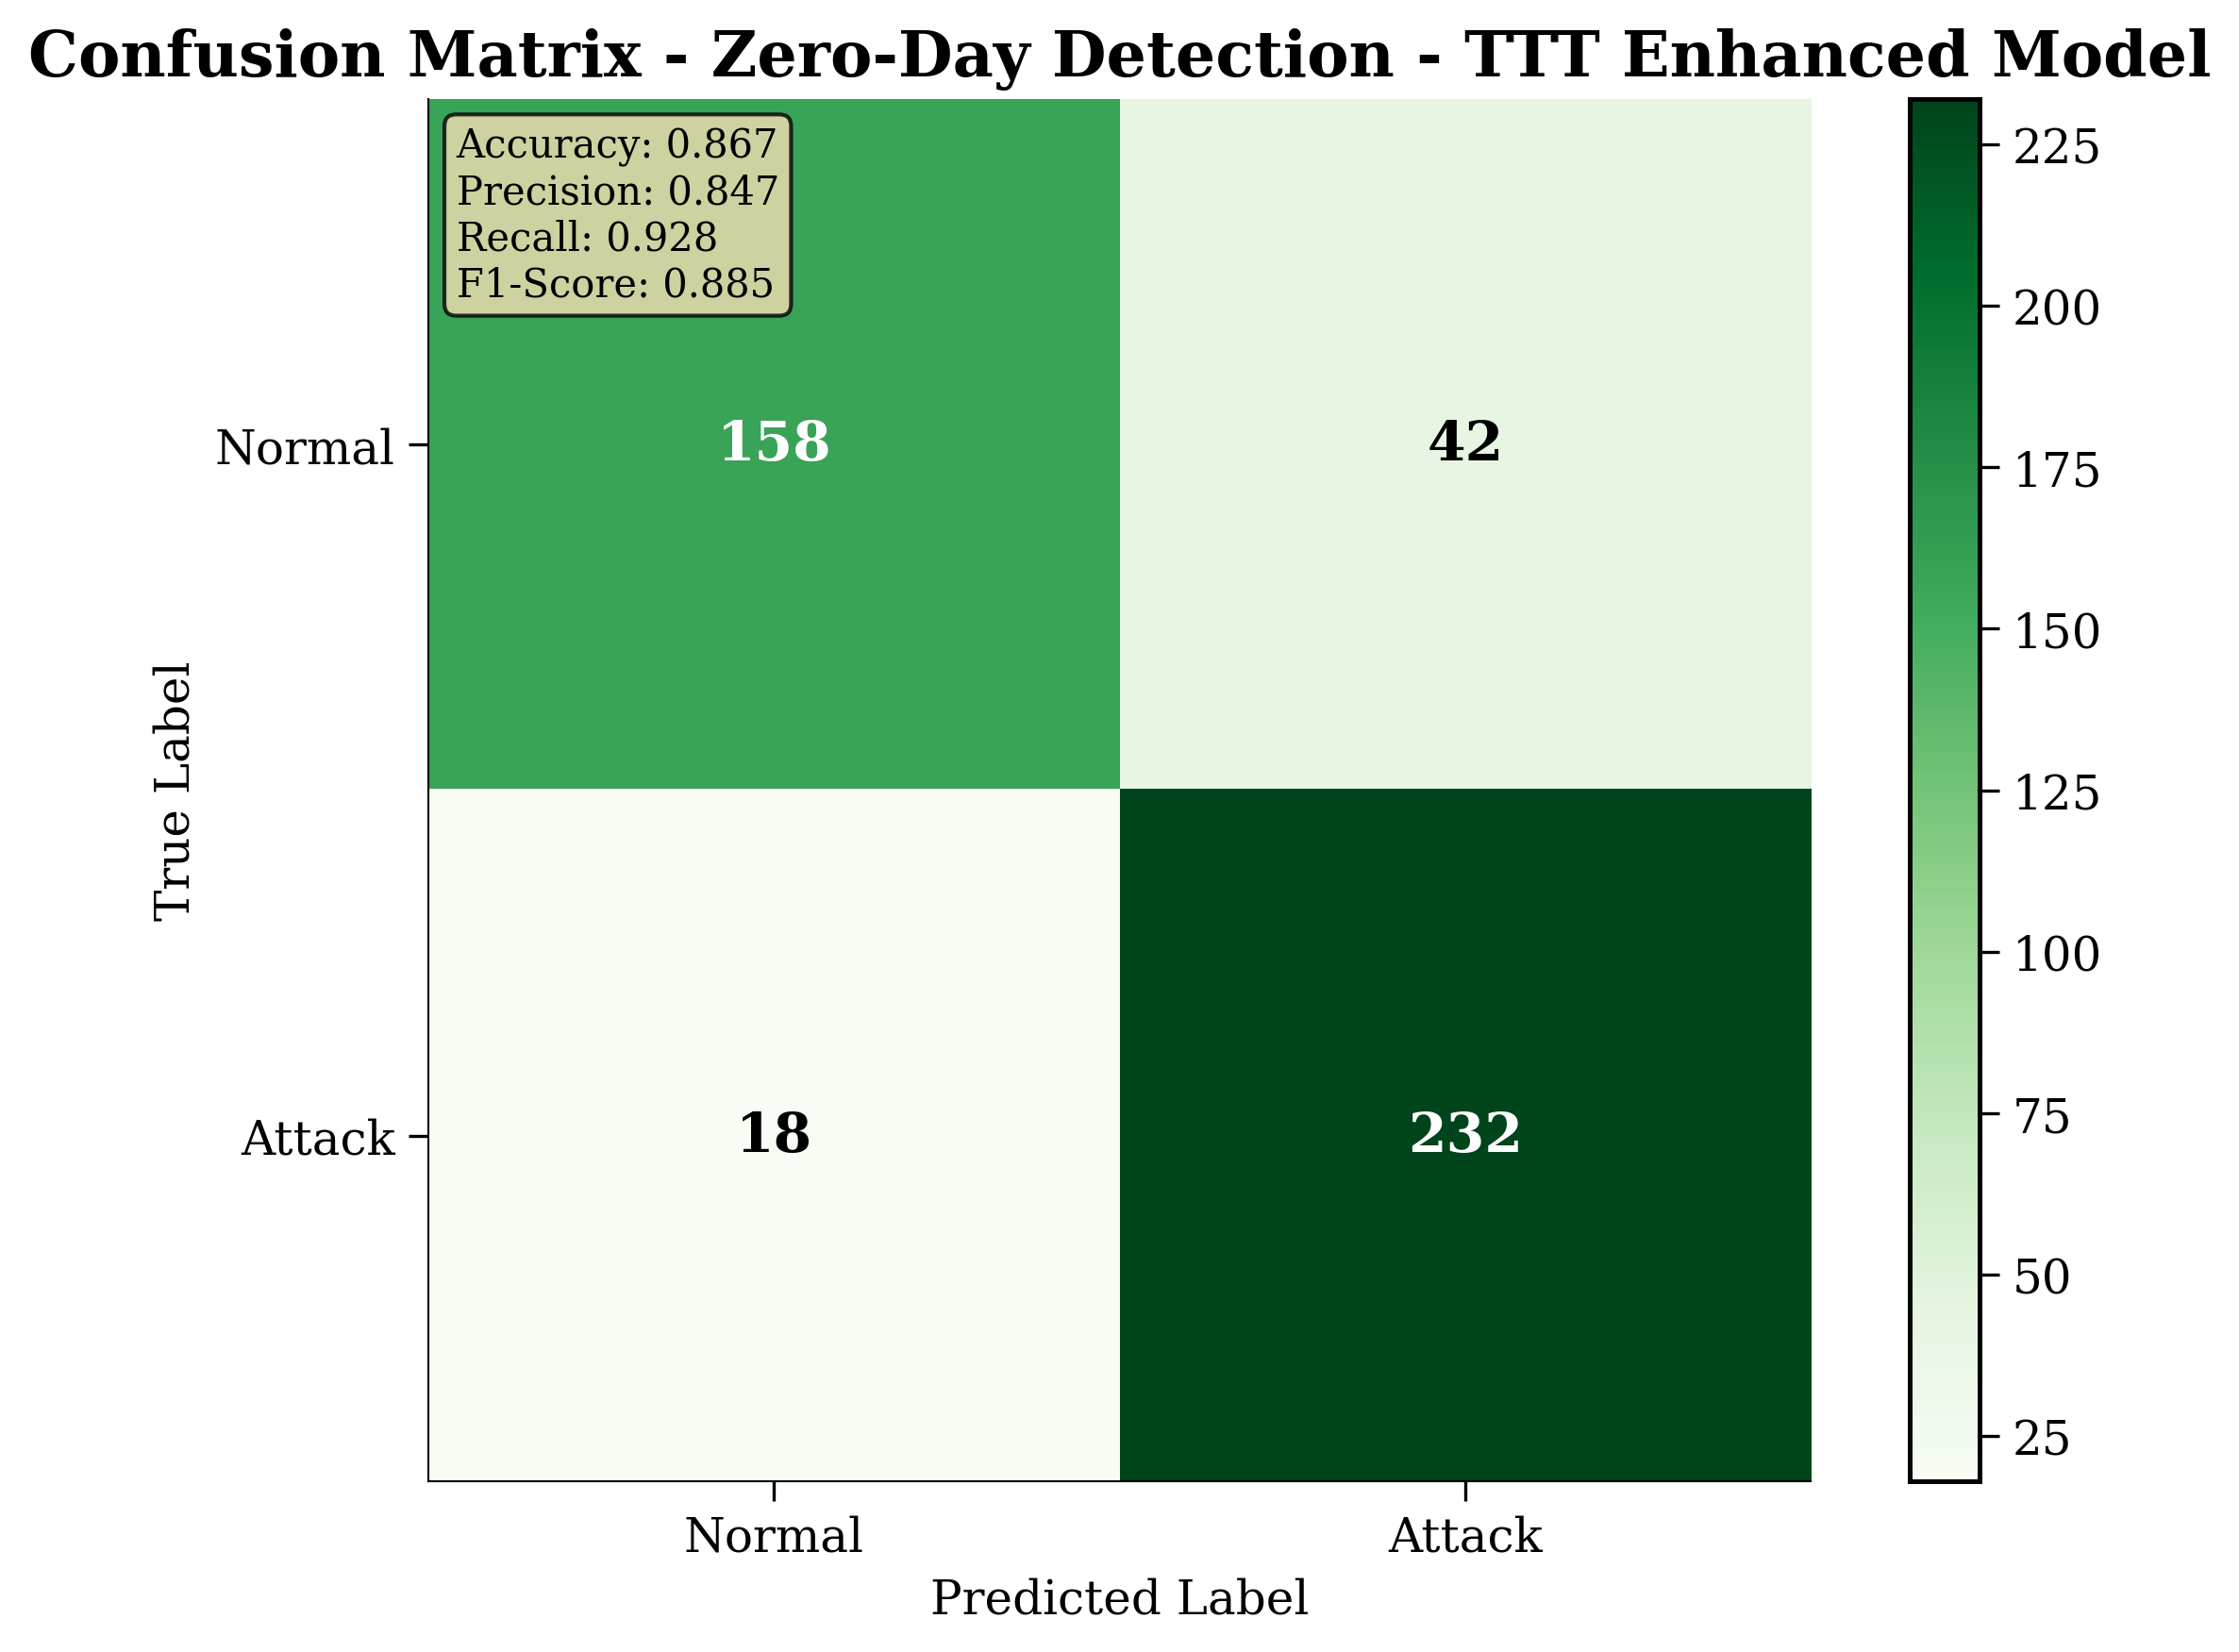 Confusion Matrix - Zero-Day Detection - TTT Enhanced Model
Accuracy: 0.867
Precision: 0.847
Recall: 0.928
F1-Score: 0.885
True Label
Normal
158
42
Attack
18
232
Normal
Attack
Predicted Label
225
200
175
150
125
100
75
50
25